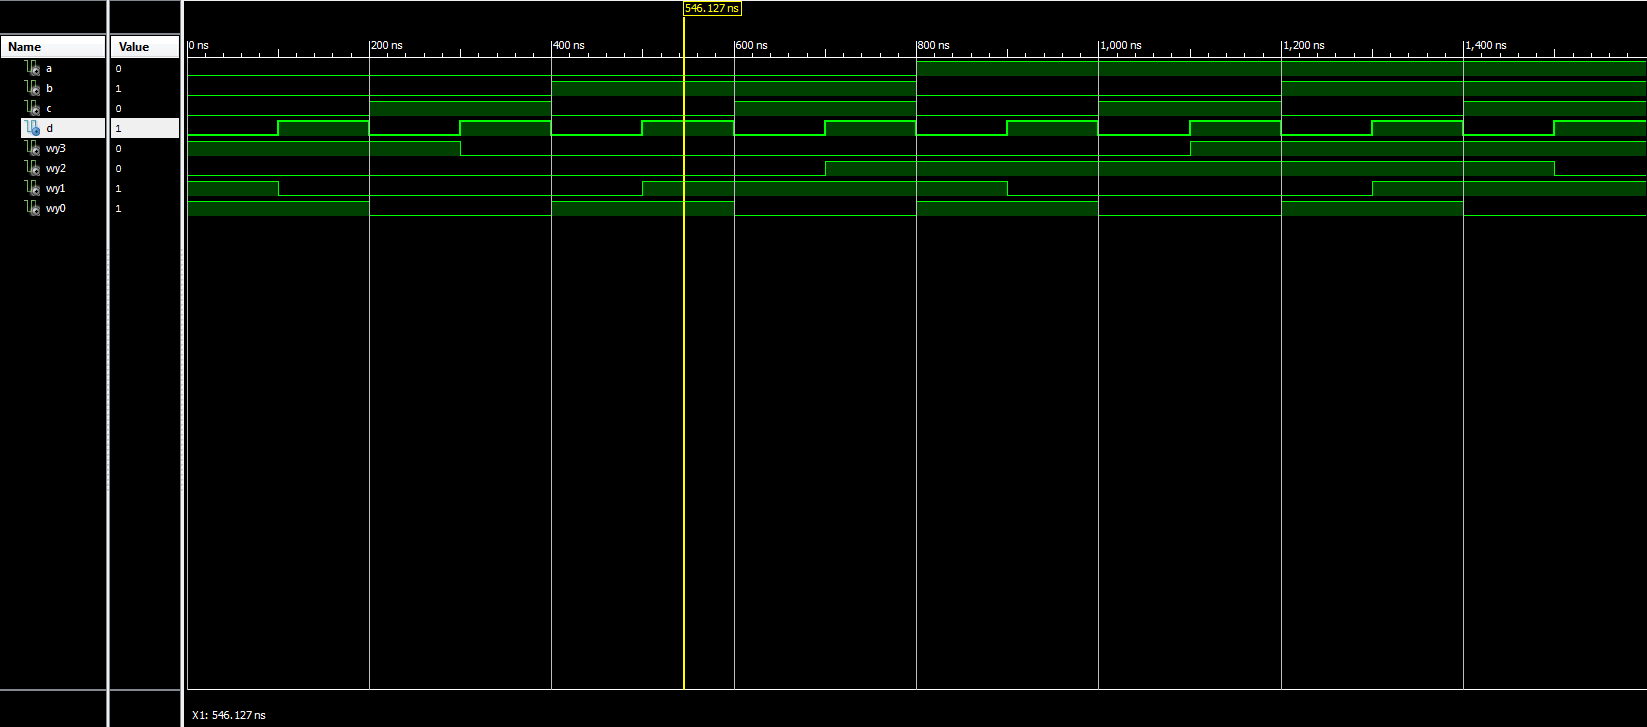 546.127 ns
Name Value
0 ns 200 ns 400 ns 600 ns 800 ns 1,000 ns 1,200 ns 1,400 ns
a 0
b 1
c 0
d 1
wy3 0
wy2 0
wy1 1
wy0 1
X1: 546.127 ns